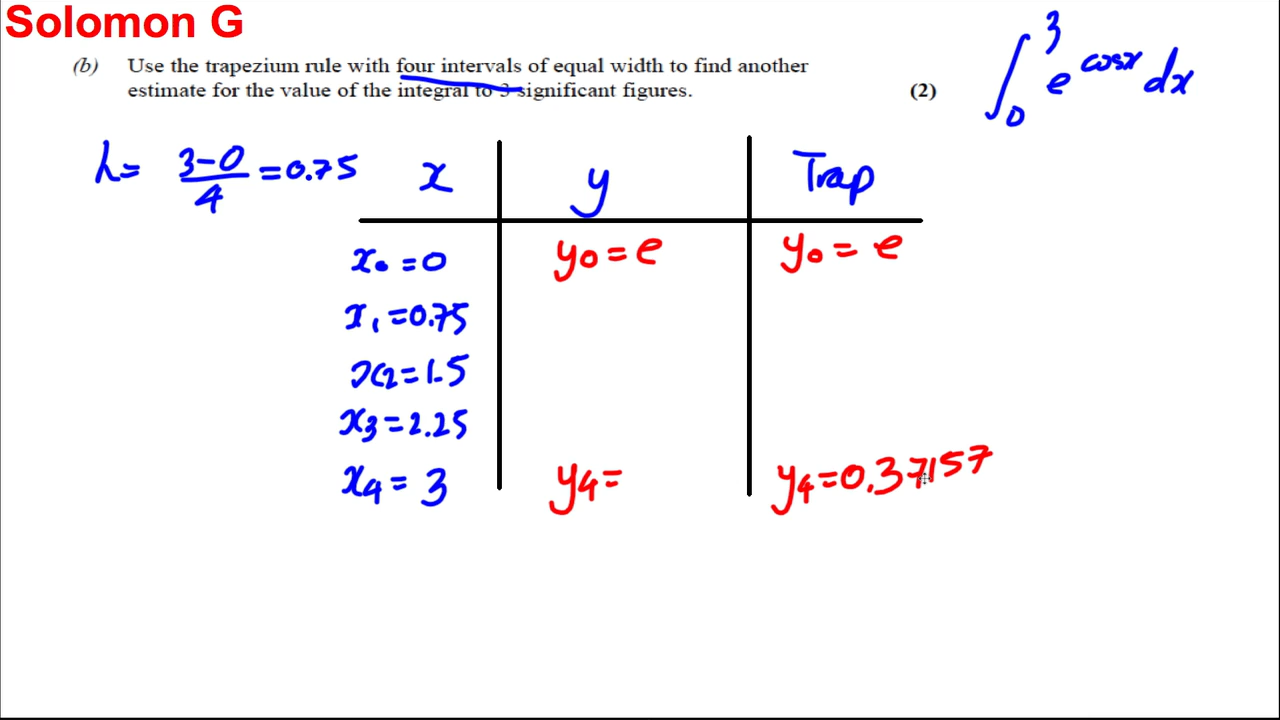 Solomon G
(b) Use the trapezium rule with four intervals of equal width to find another
estimate for the value of the integral to 3 significant figures. (2)
∫₀³ e^cosx dx
h= 3-0/4 =0.75
x y Trap
x₀ =0 y₀ = e y₀ = e
x₁ =0.75
x₂ =1.5
x₃ =2.25
x₄ = 3 y₄= y₄=0.37157